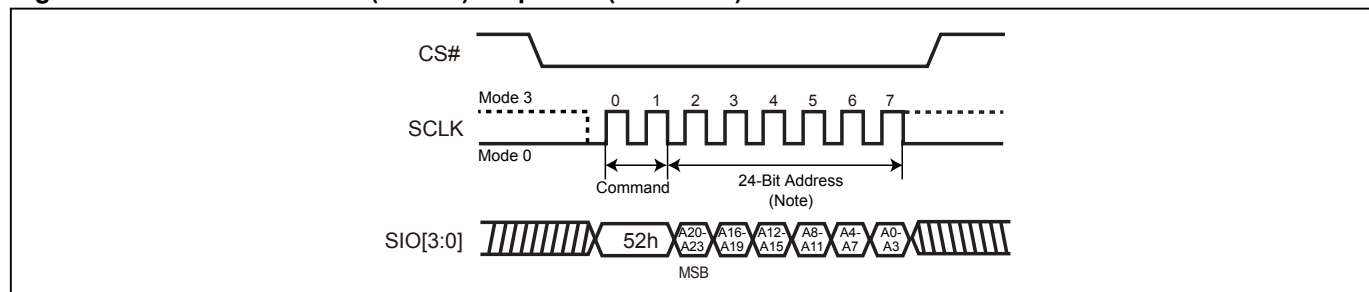 CS#
Mode 3
0 1 2 3 4 5 6 7
SCLK
Mode 0
Command
24-Bit Address
(Note)
SIO[3:0]
52h
A20-
A23
A16-
A19
A12-
A15
A8-
A11
A4-
A7
A0-
A3
MSB